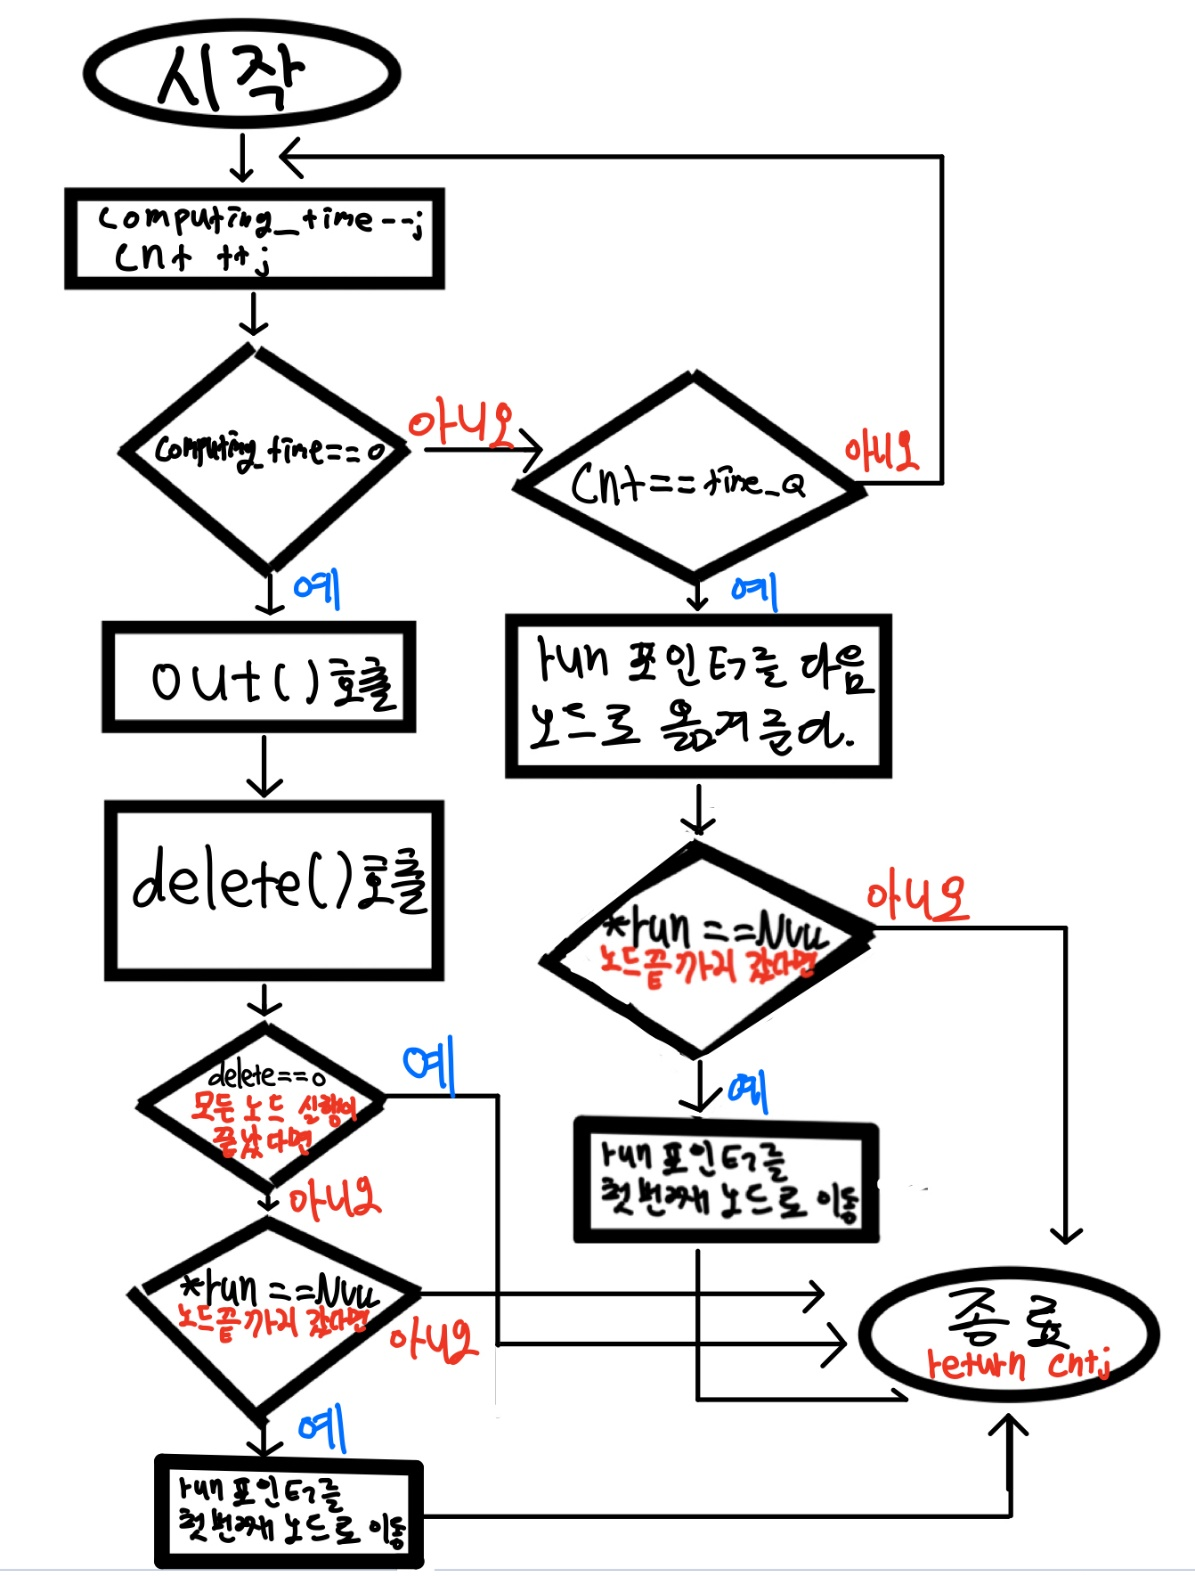 시작
computing_time--;
cnt ++;
computing_time==0
아니오
cnt==time_Q
아니오
예
예
out()호출
run 포인터를 다음
노드로 옮겨준다.
delete()호출
*run ==Null
노드끝까지 갔다면
아니오
delete==0
모든 노드 실행이
끝났다면
예
예
run 포인터를
첫번째 노드로 이동
아니오
*run ==Null
노드끝까지 갔다면
아니오
종료
return cnt;
예
run 포인터를
첫번째 노드로 이동